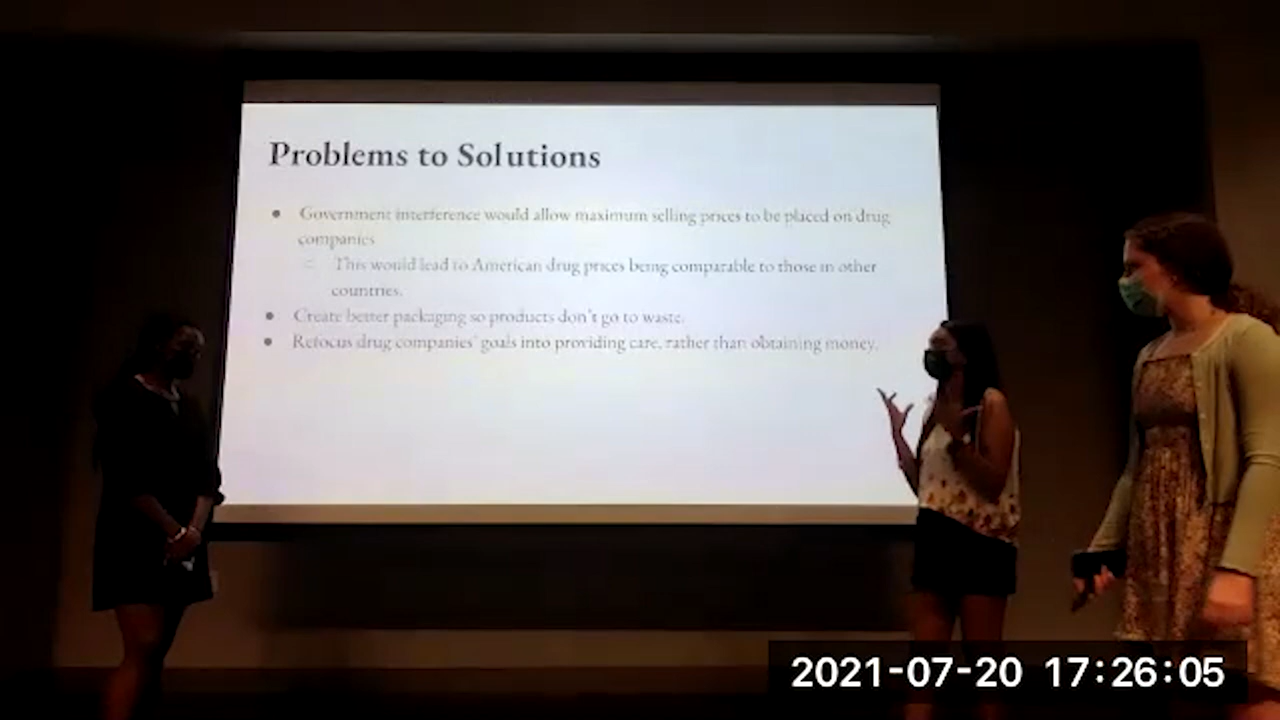 Problems to Solutions
● Government interference would allow maximum selling prices to be placed on drug
companies
○ This would lead to American drug prices being comparable to those in other
countries.
● Create better packaging so products don't go to waste.
● Refocus drug companies' goals into providing care, rather than obtaining money.
2021-07-20 17:26:05